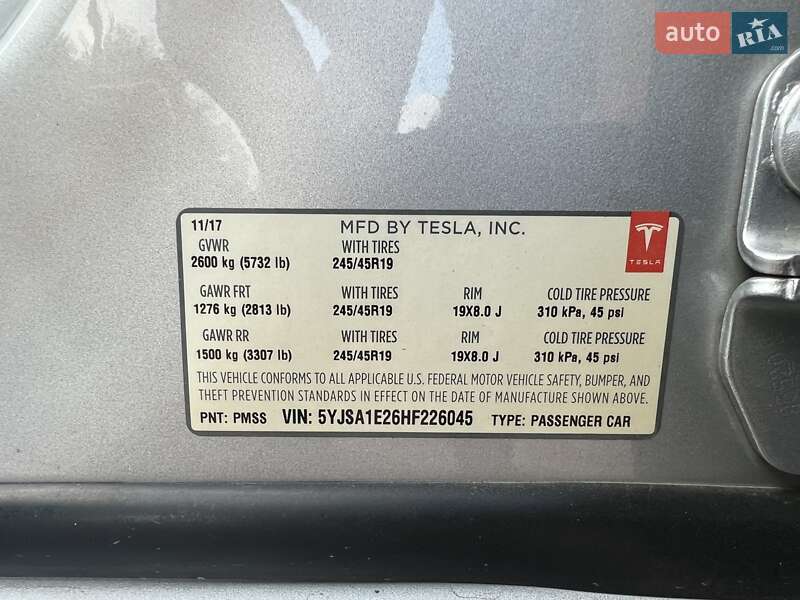 auto RIA.com
11/17 MFD BY TESLA, INC.
GVWR WITH TIRES
2600 kg (5732 lb) 245/45R19
TESLA
GAWR FRT WITH TIRES RIM COLD TIRE PRESSURE
1276 kg (2813 lb) 245/45R19 19X8.0 J 310 kPa, 45 psi
GAWR RR WITH TIRES RIM COLD TIRE PRESSURE
1500 kg (3307 lb) 245/45R19 19X8.0 J 310 kPa, 45 psi
THIS VEHICLE CONFORMS TO ALL APPLICABLE U.S. FEDERAL MOTOR VEHICLE SAFETY, BUMPER, AND
THEFT PREVENTION STANDARDS IN EFFECT ON THE DATE OF MANUFACTURE SHOWN ABOVE.
PNT: PMSS VIN: 5YJSA1E26HF226045 TYPE: PASSENGER CAR